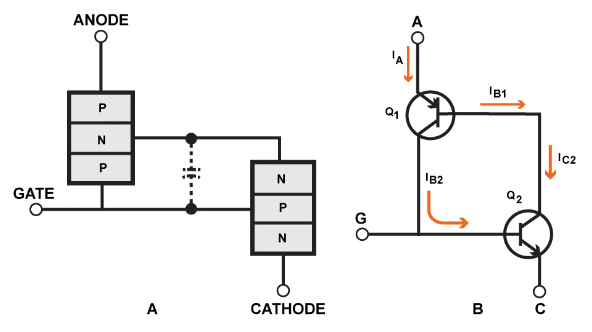 ANODE
P
N
P
GATE
N
P
N
CATHODE
A
A
I_A
Q1
I_B1
I_C2
I_B2
Q2
G
B
C